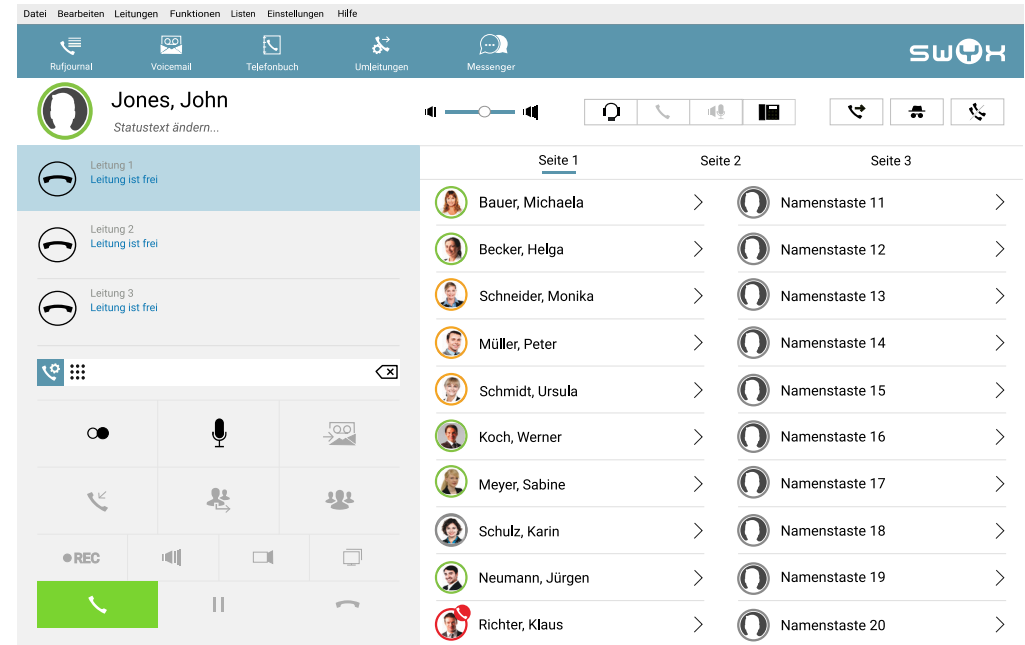 Datei Bearbeiten Leitungen Funktionen Listen Einstellungen Hilfe
Rufjournal Voicemail Telefonbuch Umleitungen Messenger
swyx
Jones, John
Statustext ändern...
Leitung 1
Leitung ist frei
Leitung 2
Leitung ist frei
Leitung 3
Leitung ist frei
REC
Seite 1 Seite 2 Seite 3
Bauer, Michaela Namenstaste 11
Becker, Helga Namenstaste 12
Schneider, Monika Namenstaste 13
Müller, Peter Namenstaste 14
Schmidt, Ursula Namenstaste 15
Koch, Werner Namenstaste 16
Meyer, Sabine Namenstaste 17
Schulz, Karin Namenstaste 18
Neumann, Jürgen Namenstaste 19
Richter, Klaus Namenstaste 20